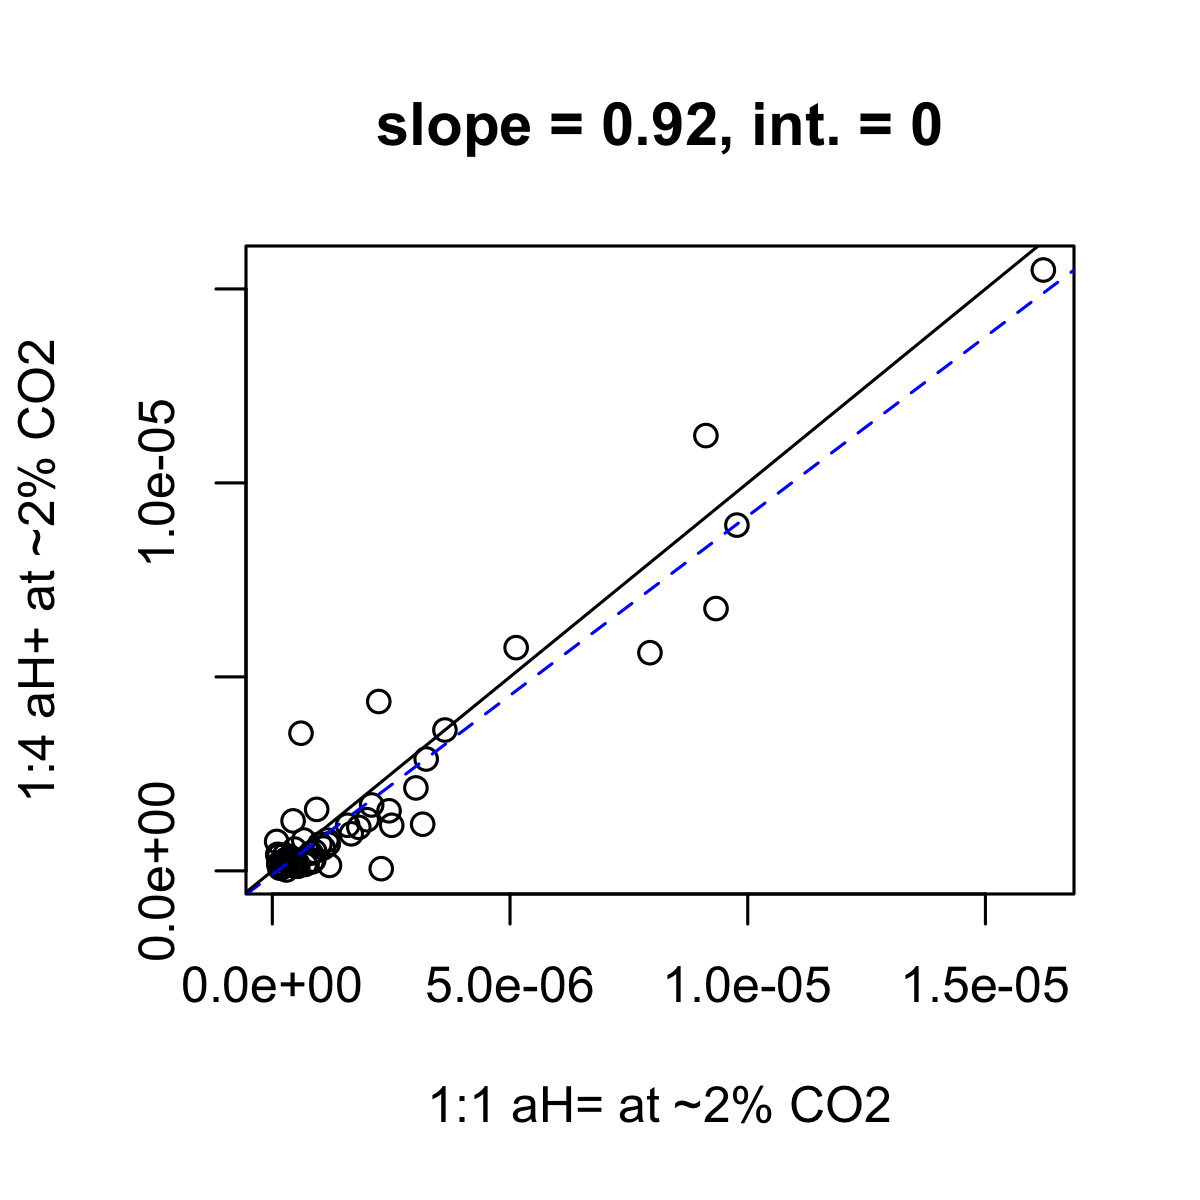 slope = 0.92, int. = 0
1:4 aH+ at ~2% CO2
1.0e-05
0.0e+00
0.0e+00 5.0e-06 1.0e-05 1.5e-05
1:1 aH= at ~2% CO2